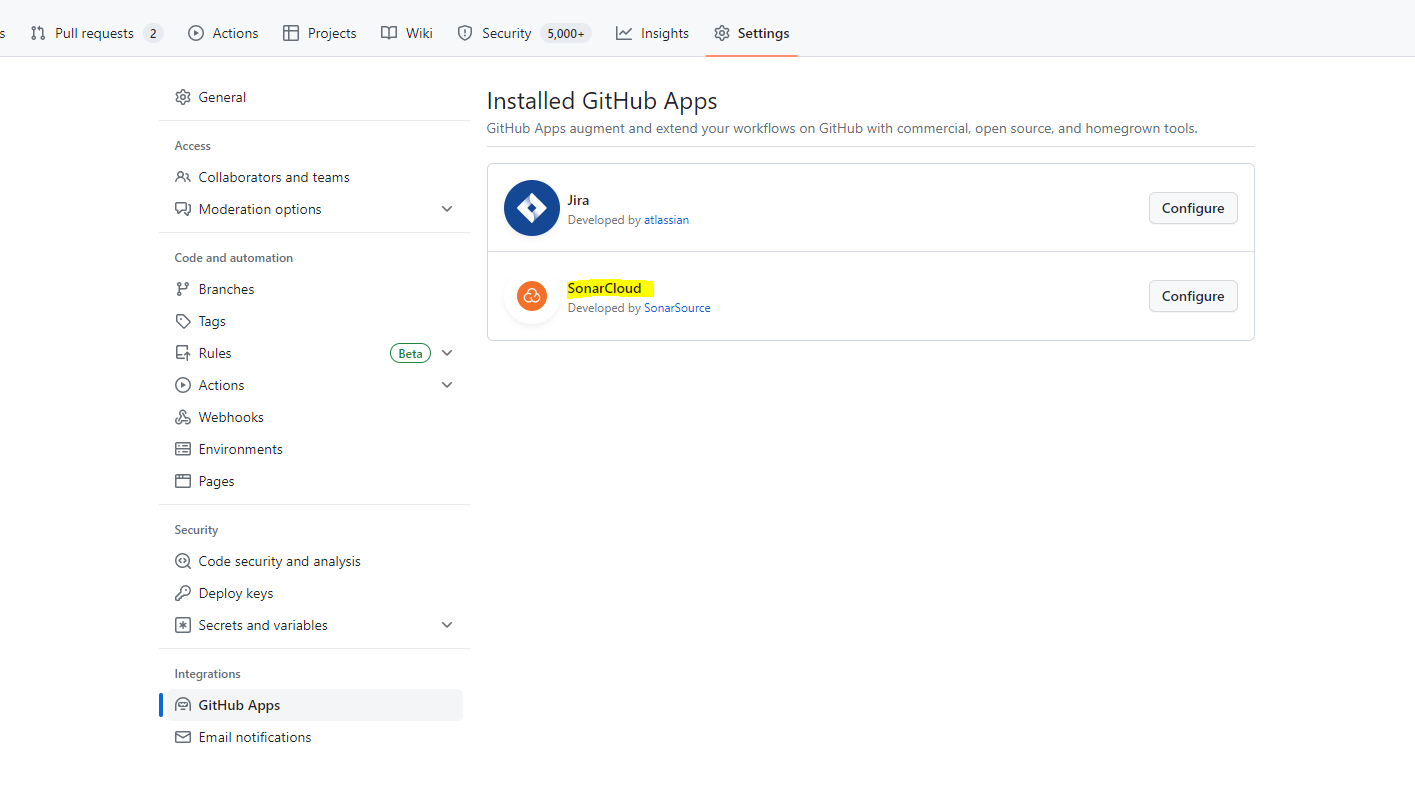 s Pull requests 2 Actions Projects Wiki Security 5,000+ Insights Settings
General
Access
Collaborators and teams
Moderation options
Code and automation
Branches
Tags
Rules Beta
Actions
Webhooks
Environments
Pages
Security
Code security and analysis
Deploy keys
Secrets and variables
Integrations
GitHub Apps
Email notifications
Installed GitHub Apps
GitHub Apps augment and extend your workflows on GitHub with commercial, open source, and homegrown tools.
Jira
Developed by atlassian
Configure
SonarCloud
Developed by SonarSource
Configure